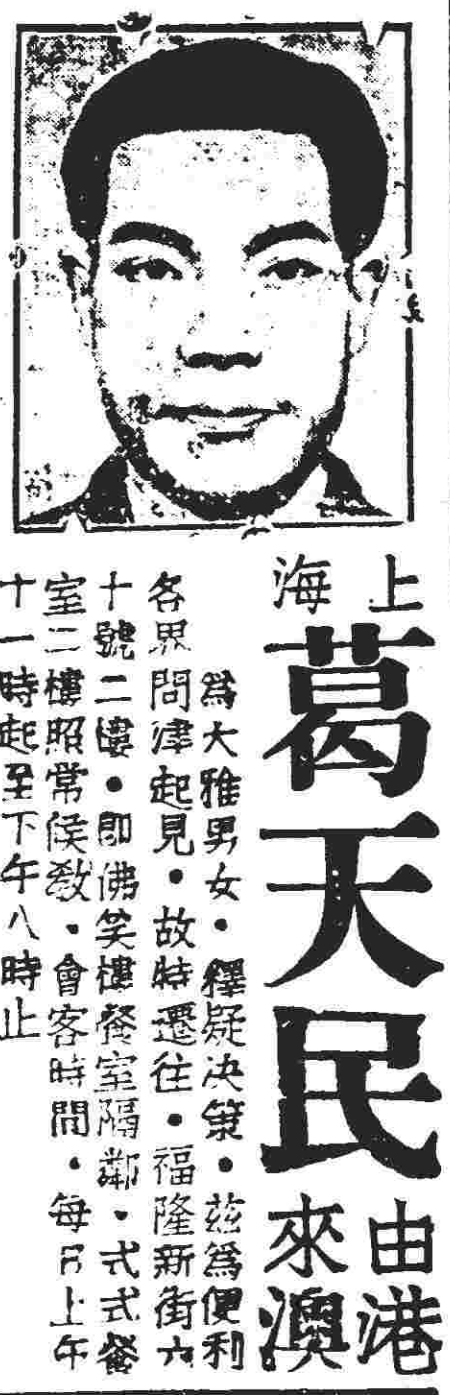 上海
葛天民
由港來澳
為大雅男女•釋疑决策•茲為便利
各界問津起見•故特遷往•福隆新街六
十號二樓•即佛笑樓餐室隔鄰•式式餐
室二樓照常侯教•會客時間•每日上午
十一時起至下午八時止